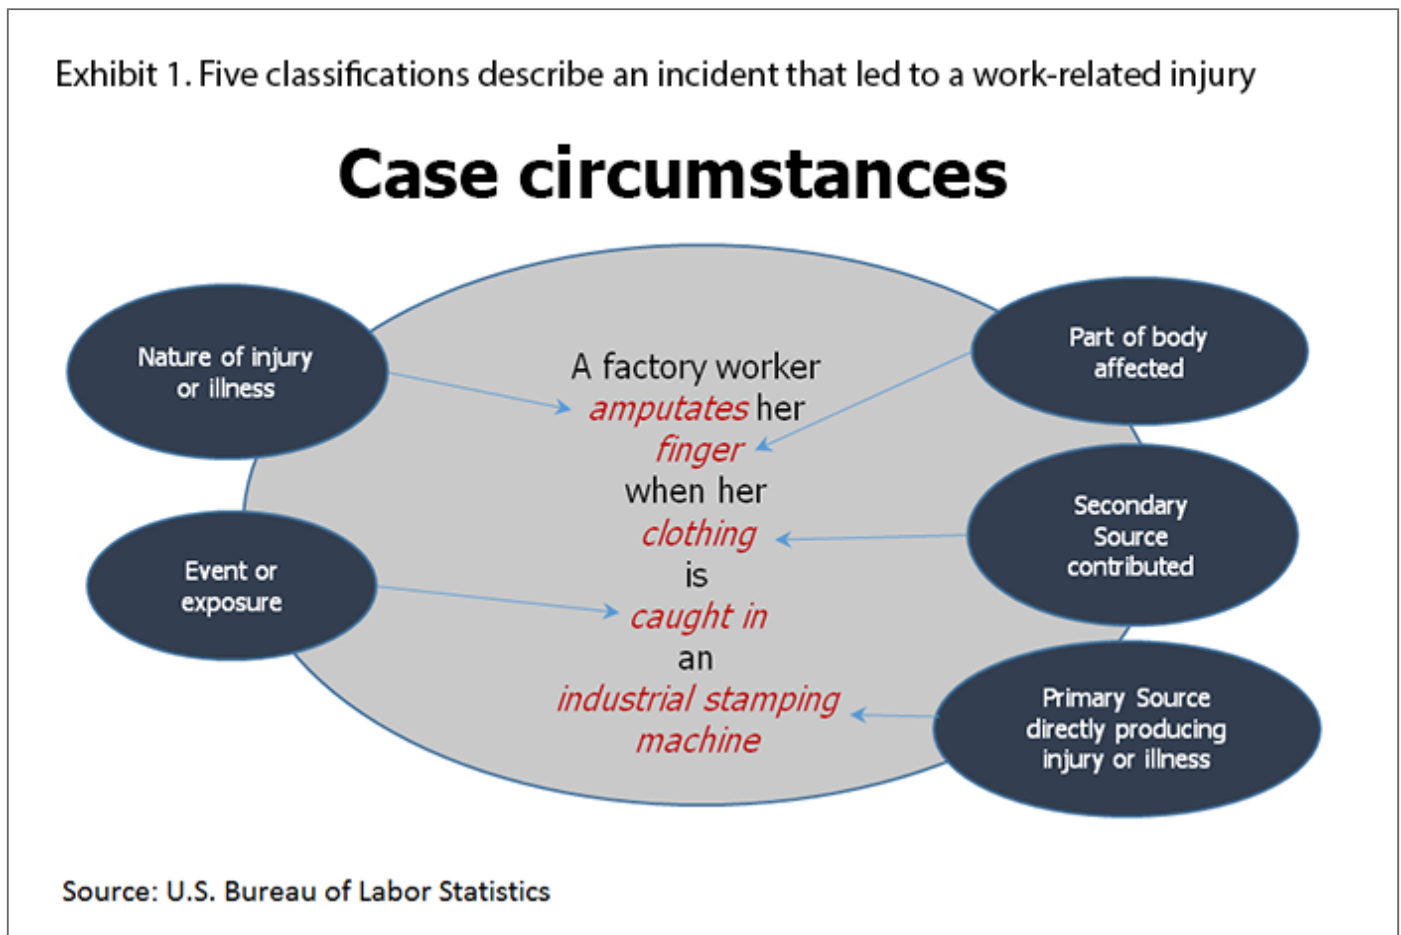 Exhibit 1. Five classifications describe an incident that led to a work-related injury
Case circumstances
Nature of injury
or illness
Event or
exposure
A factory worker
amputates her
finger
when her
clothing
is
caught in
an
industrial stamping
machine
Part of body
affected
Secondary
Source
contributed
Primary Source
directly producing
injury or illness
Source: U.S. Bureau of Labor Statistics